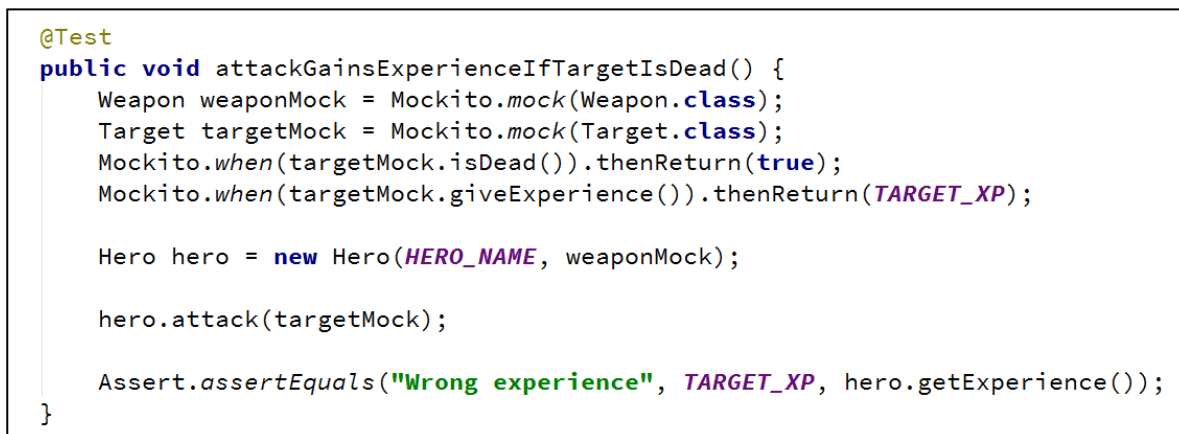 @Test
public void attackGainsExperienceIfTargetIsDead() {
    Weapon weaponMock = Mockito.mock(Weapon.class);
    Target targetMock = Mockito.mock(Target.class);
    Mockito.when(targetMock.isDead()).thenReturn(true);
    Mockito.when(targetMock.giveExperience()).thenReturn(TARGET_XP);
    Hero hero = new Hero(HERO_NAME, weaponMock);
    hero.attack(targetMock);
    Assert.assertEquals("Wrong experience", TARGET_XP, hero.getExperience());
}